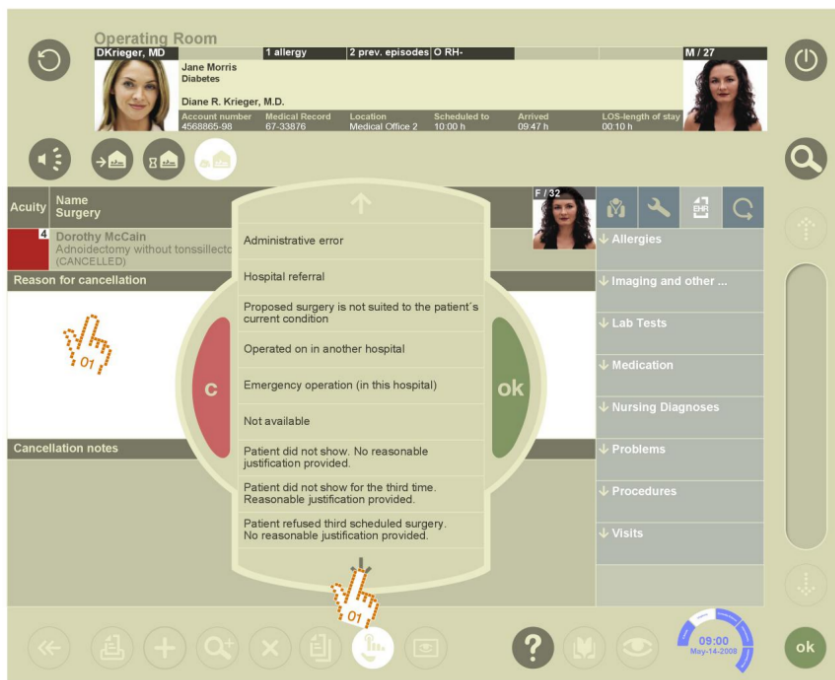 Operating Room
DKrieger, MD 1 allergy 2 prev. episodes O RH- M / 27
Jane Morris
Diabetes
Diane R. Krieger, M.D.
Account number Medical Record Location Scheduled to Arrived LOS-length of stay
4568865-98 67-33876 Medical Office 2 10:00 h 09:47 h 00:10 h
Acuity Name
Surgery
F / 32
EHR
4 Dorothy McCain
Adnoidectomy without tonssillecto
(CANCELLED)
Reason for cancellation
01
Cancellation notes
Administrative error
Hospital referral
Proposed surgery is not suited to the patient´s
current condition
Operated on in another hospital
Emergency operation (in this hospital)
Not available
Patient did not show. No reasonable
justification provided.
Patient did not show for the third time.
Reasonable justification provided.
Patient refused third scheduled surgery.
No reasonable justification provided.
c
ok
01
Allergies
Imaging and other ...
Lab Tests
Medication
Nursing Diagnoses
Problems
Procedures
Visits
?
09:00
May-14-2008
ok